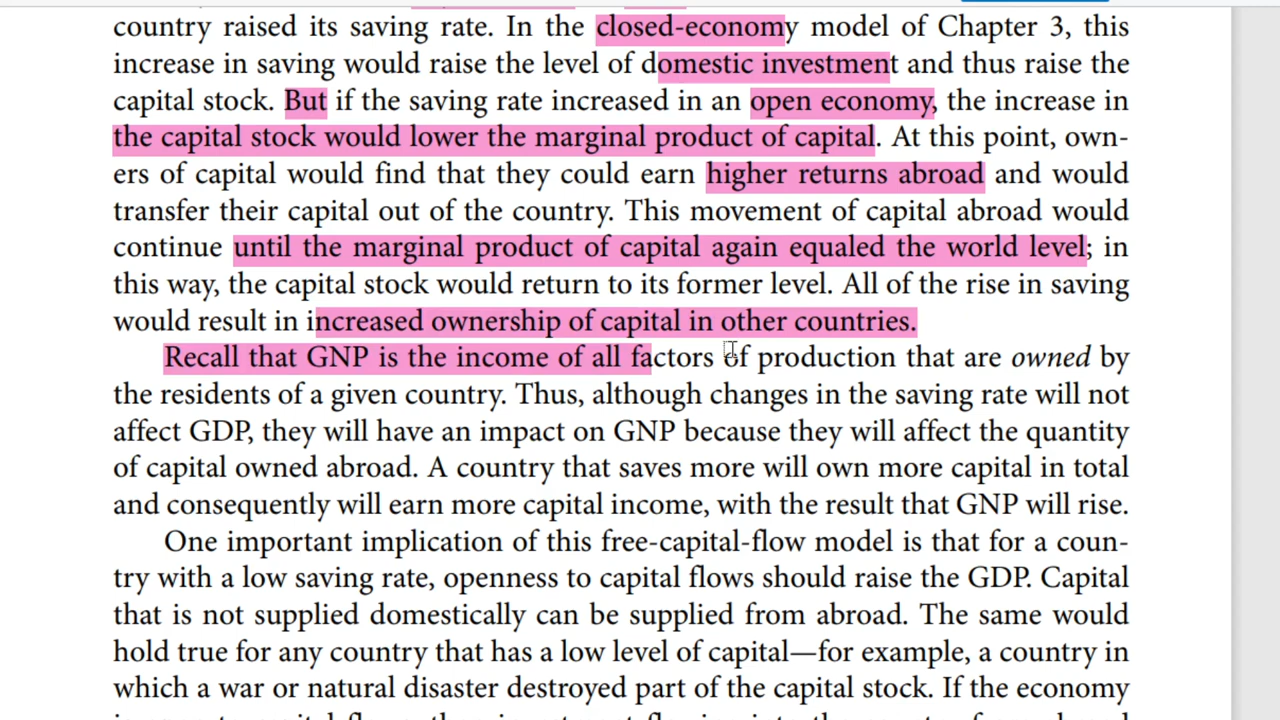 country raised its saving rate. In the closed-economy model of Chapter 3, this
increase in saving would raise the level of domestic investment and thus raise the
capital stock. But if the saving rate increased in an open economy, the increase in
the capital stock would lower the marginal product of capital. At this point, own-
ers of capital would find that they could earn higher returns abroad and would
transfer their capital out of the country. This movement of capital abroad would
continue until the marginal product of capital again equaled the world level; in
this way, the capital stock would return to its former level. All of the rise in saving
would result in increased ownership of capital in other countries.
Recall that GNP is the income of all factors of production that are owned by
the residents of a given country. Thus, although changes in the saving rate will not
affect GDP, they will have an impact on GNP because they will affect the quantity
of capital owned abroad. A country that saves more will own more capital in total
and consequently will earn more capital income, with the result that GNP will rise.
One important implication of this free-capital-flow model is that for a coun-
try with a low saving rate, openness to capital flows should raise the GDP. Capital
that is not supplied domestically can be supplied from abroad. The same would
hold true for any country that has a low level of capital—for example, a country in
which a war or natural disaster destroyed part of the capital stock. If the economy